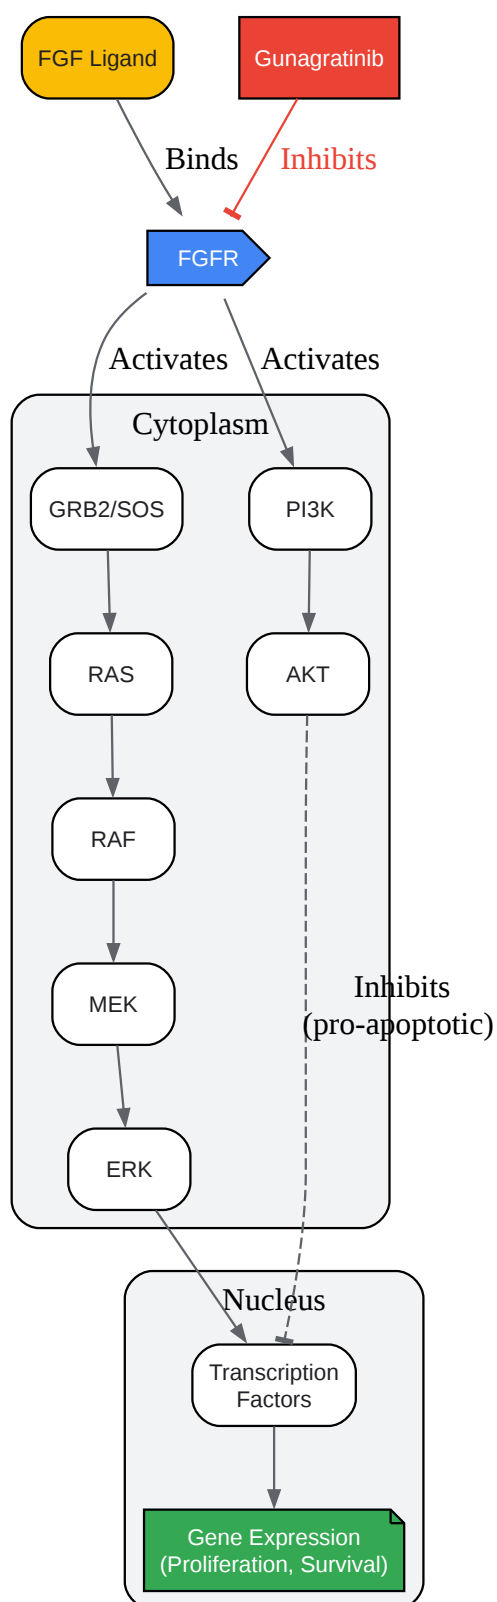 FGF Ligand
Gunagratinib
Binds
Inhibits
FGFR
Activates
Activates
Cytoplasm
GRB2/SOS
PI3K
RAS
AKT
RAF
MEK
Inhibits
(pro-apoptotic)
ERK
Nucleus
Transcription
Factors
Gene Expression
(Proliferation, Survival)